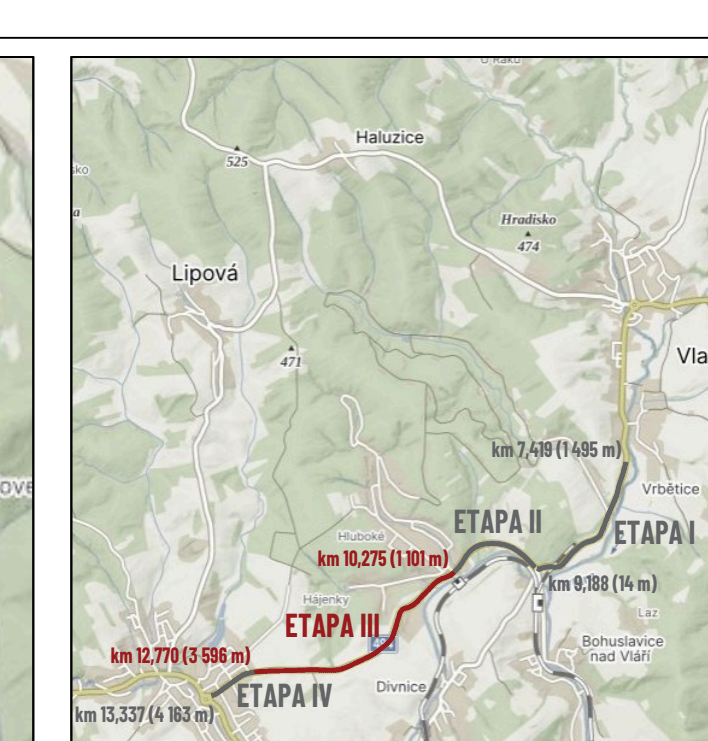 Haluzice
525
Hradisko
474
Lipová
471
Vla
km 7,419 (1 495 m)
Vrbětice
ETAPA II
ETAPA I
Hluboké
km 10,275 (1 101 m)
km 9,188 (14 m)
Hájenky
Laz
ETAPA III
Bohuslavice
nad Vláří
km 12,770 (3 596 m)
Divnice
ETAPA IV
km 13,337 (4 163 m)